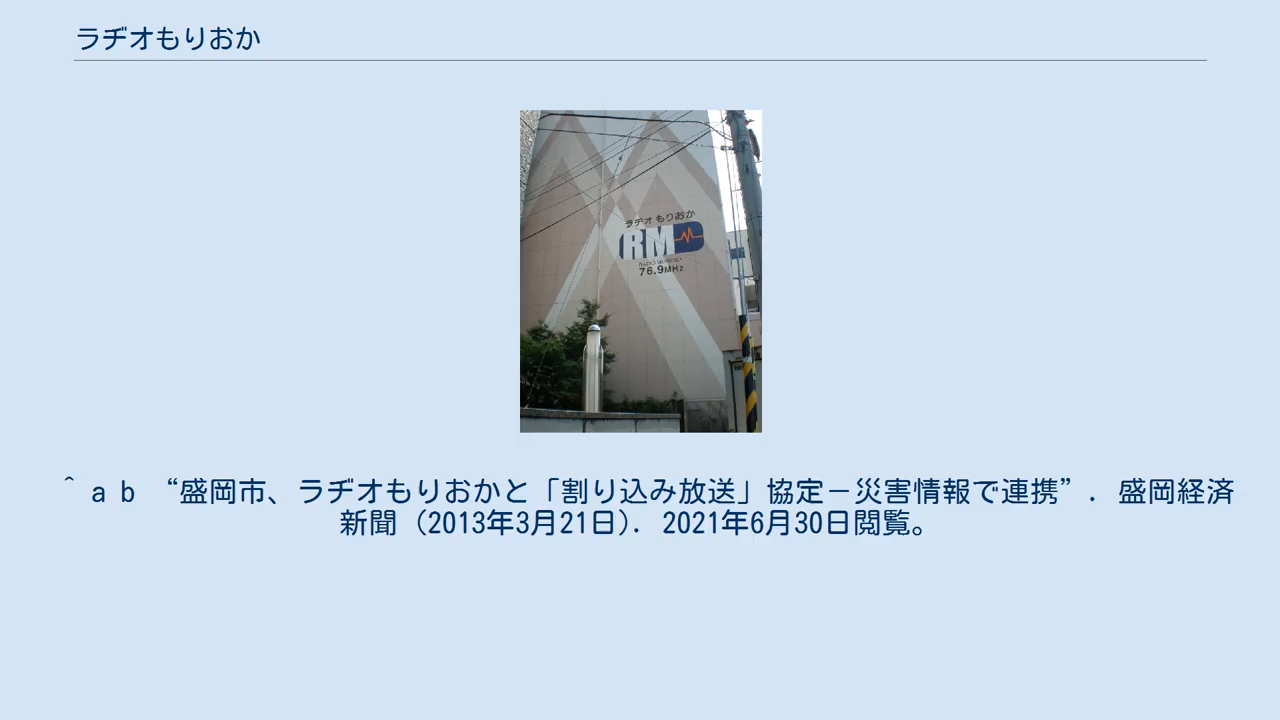 ラヂオもりおか
ラヂオ もりおか
RMD
RADIO MORIOKA
76.9MHz
^ a b “盛岡市、ラヂオもりおかと「割り込み放送」協定－災害情報で連携”. 盛岡経済
新聞 (2013年3月21日). 2021年6月30日閲覧。